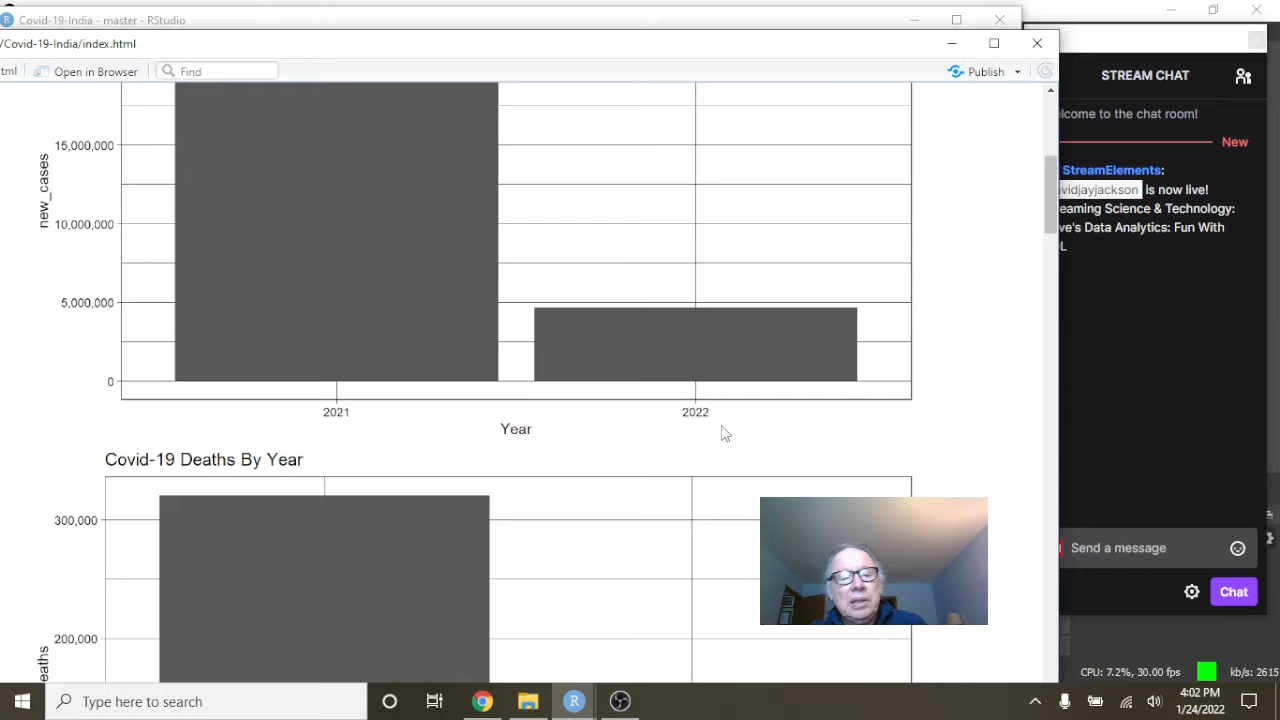 Covid-19-India - master - RStudio
/Covid-19-India/index.html
tml
Open in Browser
Find
Publish
15,000,000
10,000,000
5,000,000
0
new_cases
2021
2022
Year
Covid-19 Deaths By Year
300,000
200,000
eaths
STREAM CHAT
elcome to the chat room!
New
StreamElements:
vidjayjackson is now live!
eaming Science & Technology:
ve's Data Analytics: Fun With
L
Send a message
Chat
CPU: 7.2%, 30.00 fps
kb/s: 2615
Type here to search
4:02 PM
1/24/2022